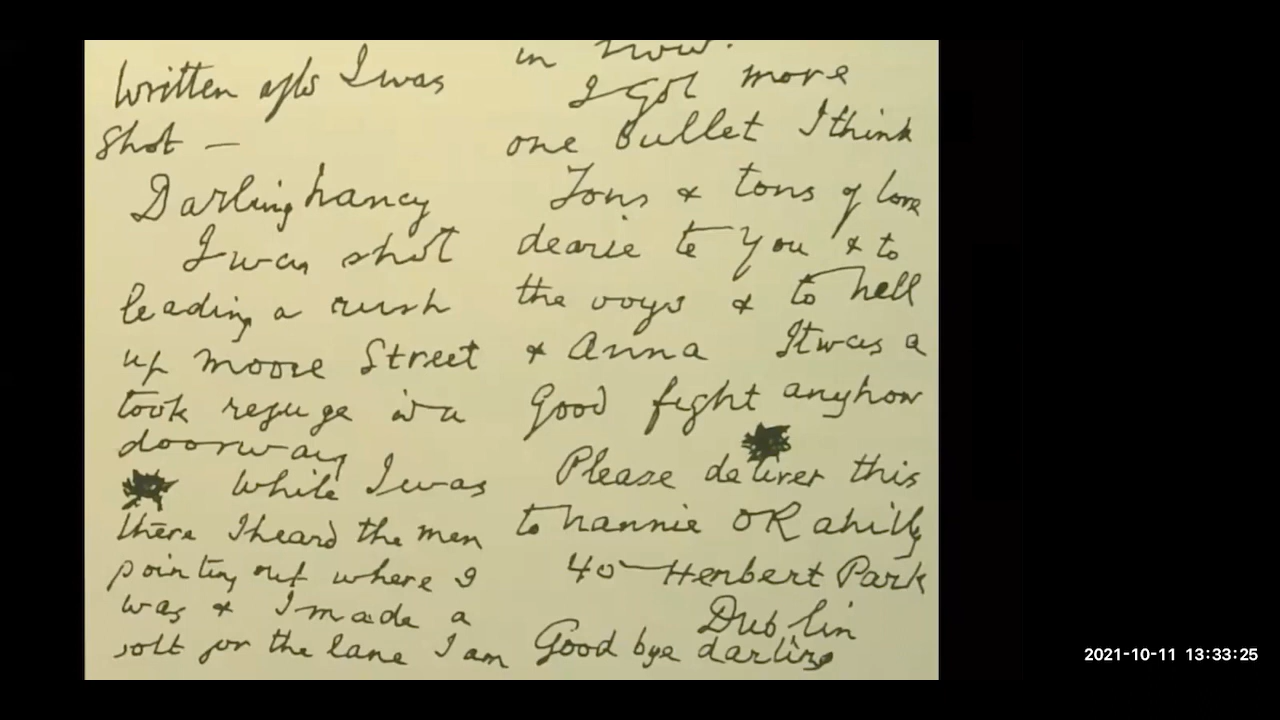 Written after I was
shot —
Darling Nancy
I was shot
leading a rush
up Moore Street
took refuge in a
doorway
While I was
there I heard the men
pointing out where I
was & I made a
bolt for the lane I am
in now.
I Got more
one bullet I think
Tons & tons of love
dearie to You & to
the voys & to Nell
& Anna It was a
Good fight anyhow
Please deliver this
to Nannie O Rahilly
40 Herbert Park
Dublin
Good bye darling
2021-10-11 13:33:25